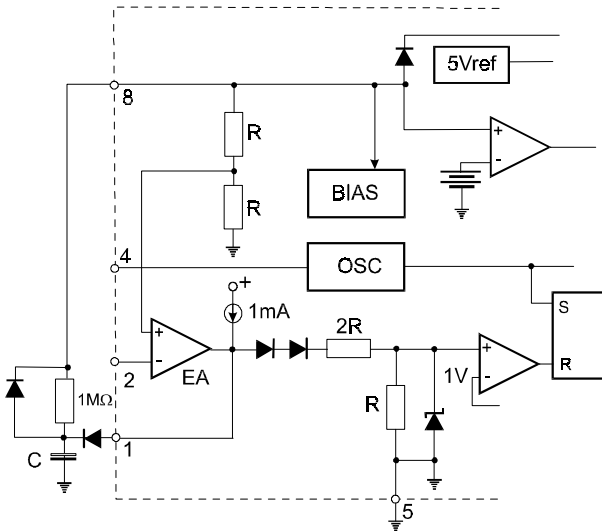 5Vref
8
R
+
-
R
BIAS
4
OSC
+
1mA
S
2R
+
-
EA
2
+
1V
-
R
1MΩ
R
1
C
5